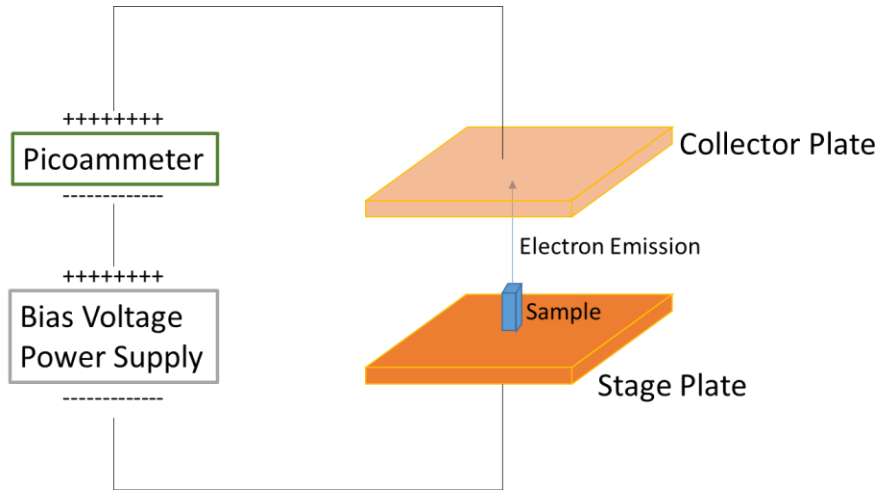 ++++++++
Picoammeter
-------------
++++++++
Bias Voltage
Power Supply
-------------
Collector Plate
Electron Emission
Sample
Stage Plate